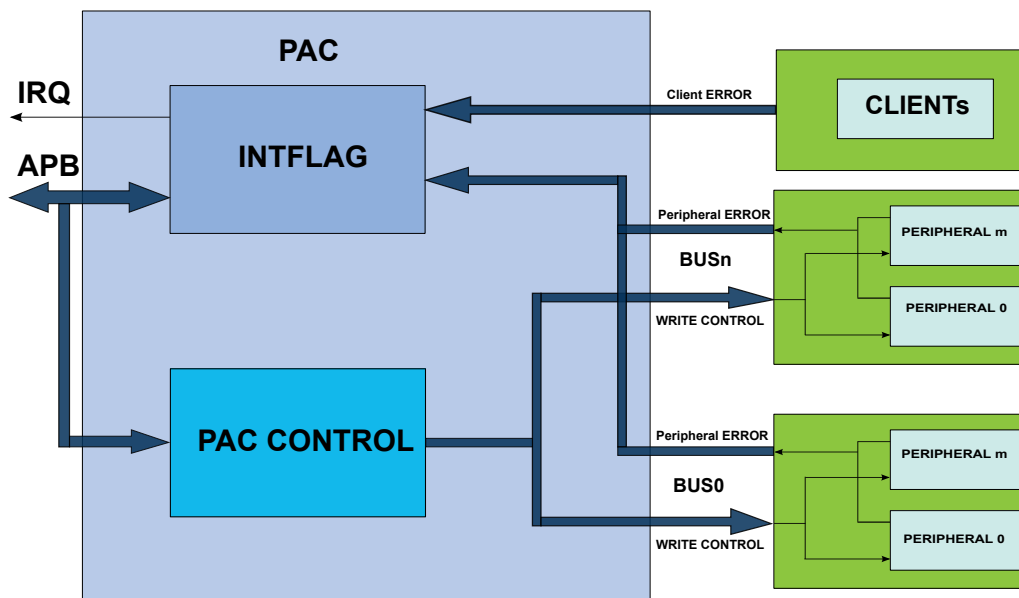 PAC
IRQ
Client ERROR
CLIENTs
INTFLAG
APB
Peripheral ERROR
PERIPHERAL m
BUSn
PERIPHERAL 0
WRITE CONTROL
PAC CONTROL
Peripheral ERROR
PERIPHERAL m
BUS0
PERIPHERAL 0
WRITE CONTROL